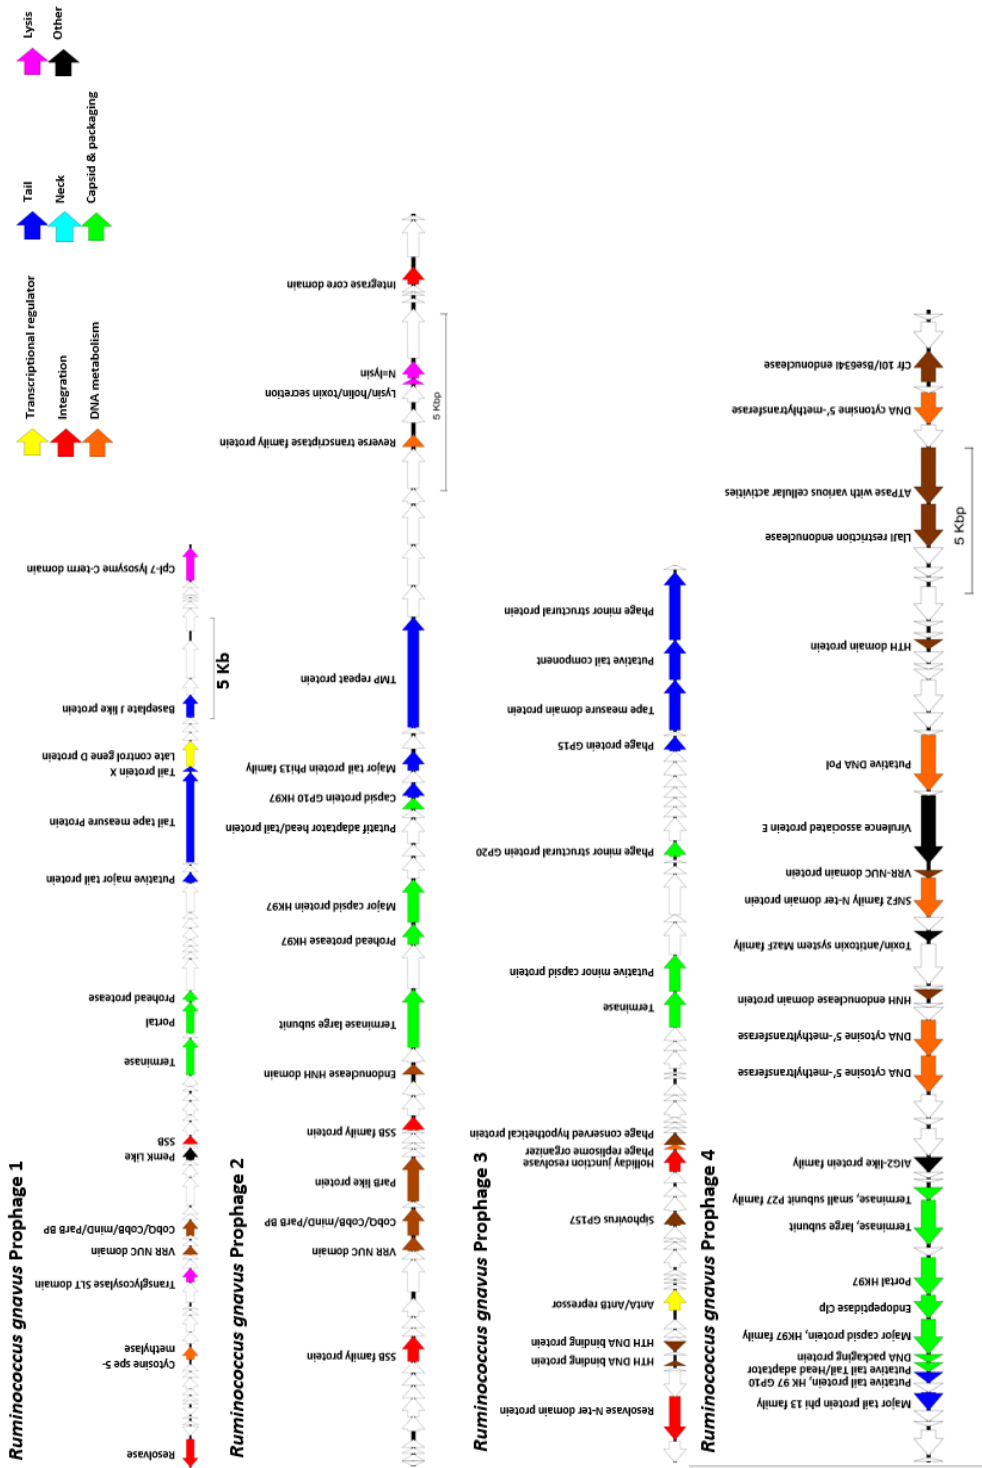 Transcriptional regulator
Integration
DNA metabolism
Tail
Neck
Capsid & packaging
Lysis
Other
Ruminococcus gnavus Prophage 1
Resolvase
Cytosine spe 5-
methylase
Transglycosylase SLT domain
VRR NUC domain
CobQ/CobB/minD/ParB BP
PemK Like
SSB
Terminase
Portal
Prohead protease
Putative major tail protein
Tail tape measure Protein
Tail protein X
Late control gene D protein
Baseplate J like protein
Cpl-7 lysosyme C-term domain
5 Kb
Ruminococcus gnavus Prophage 2
SSB family protein
VRR NUC domain
CobQ/CobB/minD/ParB BP
ParB like protein
SSB family protein
Endonuclease HNH domain
Terminase large subunit
Prohead protease HK97
Major capsid protein HK97
Putatif adaptator head/tail protein
Capsid protein GP10 HK97
Major tail protein Phi13 family
TMP repeat protein
Reverse transcriptase family protein
Lysin/holin/toxin secretion
N=lysin
Integrase core domain
5 Kbp
Ruminococcus gnavus Prophage 3
Resolvase domain N-ter protein
HTH DNA binding protein
HTH DNA binding protein
AntA/AntB repressor
Siphovirus GP157
Holliday junction resolvase
Phage replisome organizer
Phage conserved hypothetical protein
Terminase
Putative minor capsid protein
Phage minor structural protein GP20
Phage protein GP15
Tape measure domain protein
Putative tail component
Phage minor structural protein
Ruminococcus gnavus Prophage 4
Major tail protein phi 13 family
Putative tail protein, HK 97 GP10
Putative tail Tail/Head adaptator
DNA packaging protein
Major capsid protein, HK97 family
Endopeptidase Clp
Portal HK97
Terminase, large subunit
Terminase, small subunit P27 family
AIG2-like protein family
DNA cytosine 5'-methyltransferase
DNA cytosine 5'-methyltransferase
HNH endonuclease domain protein
Toxin/antitoxin system MazF family
SNF2 family N-ter domain protein
VRR-NUC domain protein
Virulence associated protein E
Putative DNA Pol
HTH domain protein
LlaJI restriction endonuclease
ATPase with various cellular activities
DNA cytonsine 5'-mehtyltransferase
Cfr 10I/Bse634I endonuclease
5 Kbp